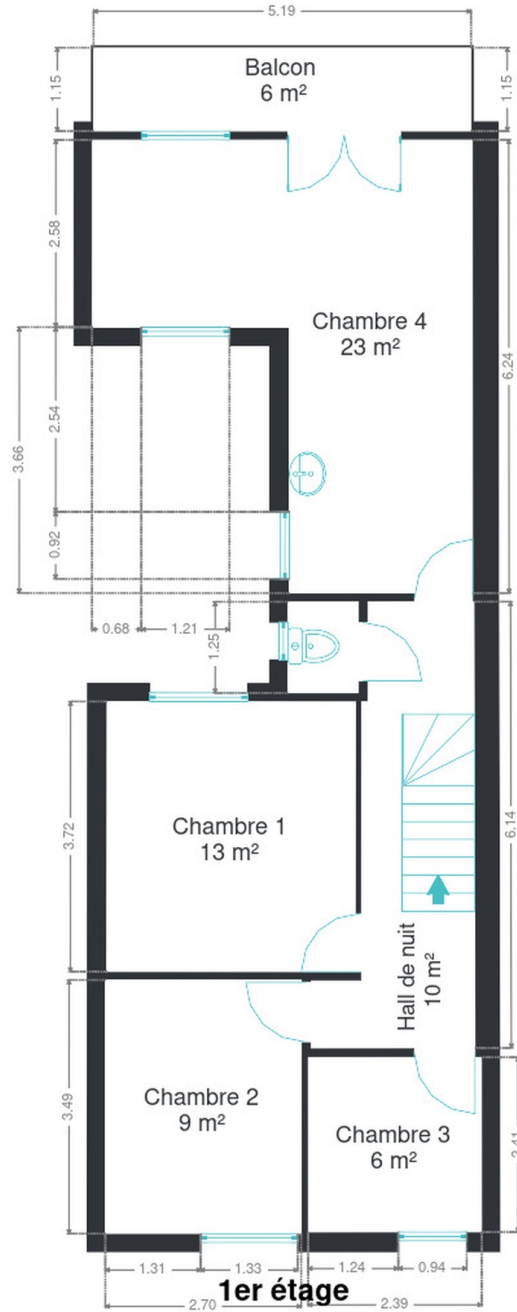 5.19
1.15
Balcon
6 m²
1.15
2.58
Chambre 4
23 m²
6.24
3.66
2.54
0.92
0.68
1.21
1.25
Chambre 1
13 m²
3.72
6.14
Hall de nuit
10 m²
Chambre 2
9 m²
3.49
Chambre 3
6 m²
2.41
1.31
1.33
1.24
0.94
1er étage
2.70
2.39